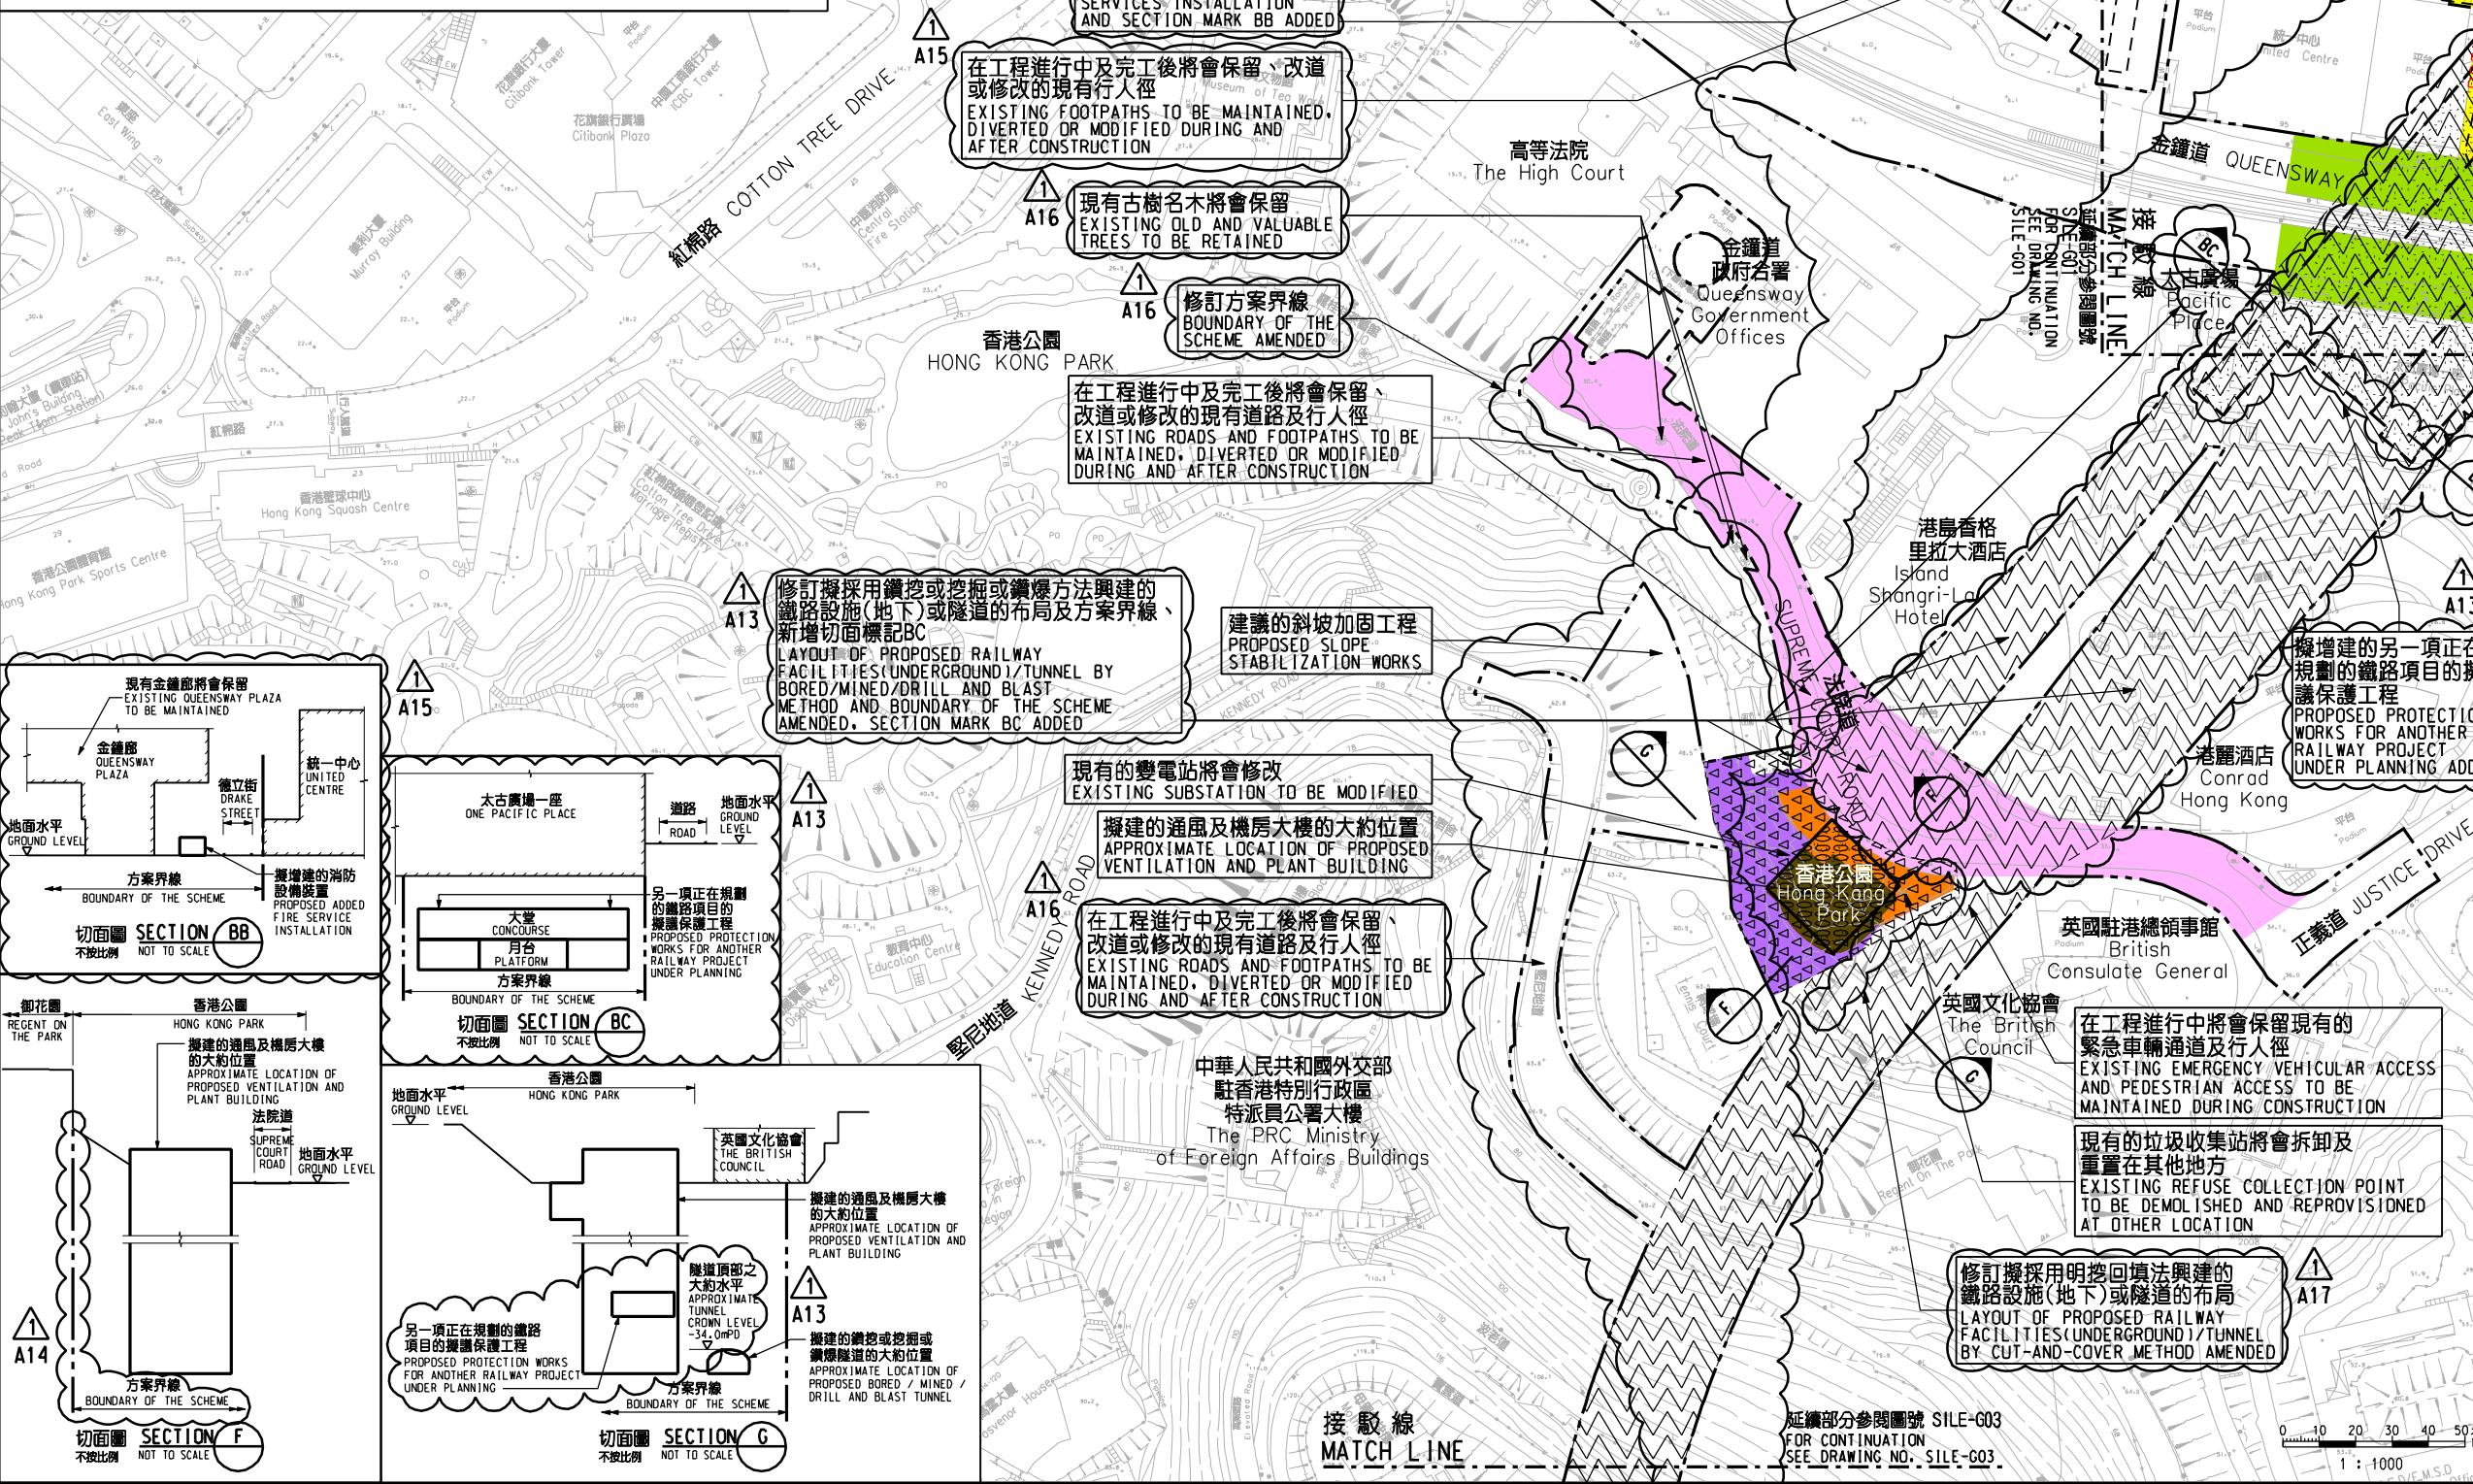 SERVICES INSTALLATION
AND SECTION MARK BB ADDED
1
A15
在工程進行中及完工後將會保留、改道
或修改的現有行人徑
EXISTING FOOTPATHS TO BE MAINTAINED,
DIVERTED OR MODIFIED DURING AND
AFTER CONSTRUCTION
1
A16
現有古樹名木將會保留
EXISTING OLD AND VALUABLE
TREES TO BE RETAINED
1
A16
修訂方案界線
BOUNDARY OF THE
SCHEME AMENDED
在工程進行中及完工後將會保留、
改道或修改的現有道路及行人徑
EXISTING ROADS AND FOOTPATHS TO BE
MAINTAINED, DIVERTED OR MODIFIED
DURING AND AFTER CONSTRUCTION
東座
East Wing
花旗銀行大廈
Citibank Tower
中國工商銀行大廈
ICBC Tower
花旗銀行廣場
Citibank Plaza
美利大廈
Murray Building
紅棉路 COTTON TREE DRIVE
中區消防局
Central
Fire Station
香港公園
HONG KONG PARK
紅棉路
香港壁球中心
Hong Kong Squash Centre
香港公園體育館
Hong Kong Park Sports Centre
Cotton Tree Drive
Marriage Registry
高等法院
The High Court
金鐘道
政府合署
Queensway
Government
Offices
平台
Podium
統一中心
United Centre
金鐘道 QUEENSWAY
接駁線
MATCH LINE
延續部分參閱圖號
SILE-G01
FOR CONTINUATION
SEE DRAWING NO.
SILE-G01
BC
太古廣場
Pacific
Place
港島香格
里拉大酒店
Island
Shangri-La
Hotel
1
A13
擬增建的另一項正在
規劃的鐵路項目的擬
議保護工程
PROPOSED PROTECTIO
WORKS FOR ANOTHER
RAILWAY PROJECT
UNDER PLANNING ADD
港麗酒店
Conrad
Hong Kong
1
A13
修訂擬採用鑽挖或挖掘或鑽爆方法興建的
鐵路設施(地下)或隧道的布局及方案界線、
新增切面標記BC
LAYOUT OF PROPOSED RAILWAY
FACILITIES(UNDERGROUND)/TUNNEL BY
BORED/MINED/DRILL AND BLAST
METHOD AND BOUNDARY OF THE SCHEME
AMENDED, SECTION MARK BC ADDED
建議的斜坡加固工程
PROPOSED SLOPE
STABILIZATION WORKS
法院道
SUPREME COURT ROAD
KENNEDY ROAD
現有的變電站將會修改
EXISTING SUBSTATION TO BE MODIFIED
擬建的通風及機房大樓的大約位置
APPROXIMATE LOCATION OF PROPOSED
VENTILATION AND PLANT BUILDING
1
A16
在工程進行中及完工後將會保留、
改道或修改的現有道路及行人徑
EXISTING ROADS AND FOOTPATHS TO BE
MAINTAINED, DIVERTED OR MODIFIED
DURING AND AFTER CONSTRUCTION
G
F
香港公園
Hong Kong
Park
F
G
正義道 JUSTICE DRIVE
英國駐港總領事館
British
Consulate General
英國文化協會
The British
Council
堅尼地道 KENNEDY ROAD
教育中心
Education Centre
堅尼地道
Tennis Court
中華人民共和國外交部
駐香港特別行政區
特派員公署大樓
The PRC Ministry
of Foreign Affairs Buildings
在工程進行中將會保留現有的
緊急車輛通道及行人徑
EXISTING EMERGENCY VEHICULAR ACCESS
AND PEDESTRIAN ACCESS TO BE
MAINTAINED DURING CONSTRUCTION
現有的垃圾收集站將會拆卸及
重置在其他地方
EXISTING REFUSE COLLECTION POINT
TO BE DEMOLISHED AND REPROVISIONED
AT OTHER LOCATION
御花園
Regent On The Park
修訂擬採用明挖回填法興建的
鐵路設施(地下)或隧道的布局
LAYOUT OF PROPOSED RAILWAY
FACILITIES(UNDERGROUND)/TUNNEL
BY CUT-AND-COVER METHOD AMENDED
1
A17
接駁線
MATCH LINE
延續部分參閱圖號 SILE-G03
FOR CONTINUATION
SEE DRAWING NO. SILE-G03
0 10 20 30 40 50
1 : 1000
1
A15
現有金鐘廊將會保留
EXISTING QUEENSWAY PLAZA
TO BE MAINTAINED
金鐘廊
QUEENSWAY
PLAZA
德立街
DRAKE
STREET
統一中心
UNITED
CENTRE
地面水平
GROUND LEVEL
方案界線
BOUNDARY OF THE SCHEME
擬增建的消防
設備裝置
PROPOSED ADDED
FIRE SERVICE
INSTALLATION
切面圖 SECTION BB
不按比例 NOT TO SCALE
1
A13
太古廣場一座
ONE PACIFIC PLACE
道路
ROAD
地面水平
GROUND
LEVEL
大堂
CONCOURSE
月台
PLATFORM
另一項正在規劃
的鐵路項目的
擬議保護工程
PROPOSED PROTECTION
WORKS FOR ANOTHER
RAILWAY PROJECT
UNDER PLANNING
方案界線
BOUNDARY OF THE SCHEME
切面圖 SECTION BC
不按比例 NOT TO SCALE
御花園
REGENT ON
THE PARK
香港公園
HONG KONG PARK
擬建的通風及機房大樓
的大約位置
APPROXIMATE LOCATION OF
PROPOSED VENTILATION AND
PLANT BUILDING
法院道
SUPREME
COURT
ROAD
地面水平
GROUND LEVEL
1
A14
方案界線
BOUNDARY OF THE SCHEME
切面圖 SECTION F
不按比例 NOT TO SCALE
地面水平
GROUND LEVEL
香港公園
HONG KONG PARK
英國文化協會
THE BRITISH
COUNCIL
擬建的通風及機房大樓
的大約位置
APPROXIMATE LOCATION OF
PROPOSED VENTILATION AND
PLANT BUILDING
隧道頂部之
大約水平
APPROXIMATE
TUNNEL
CROWN LEVEL
-34.0mPD
1
A13
另一項正在規劃的鐵路
項目的擬議保護工程
PROPOSED PROTECTION WORKS
FOR ANOTHER RAILWAY PROJECT
UNDER PLANNING
擬建的鑽挖或挖掘或
鑽爆隧道的大約位置
APPROXIMATE LOCATION OF
PROPOSED BORED / MINED /
DRILL AND BLAST TUNNEL
方案界線
BOUNDARY OF THE SCHEME
切面圖 SECTION G
不按比例 NOT TO SCALE